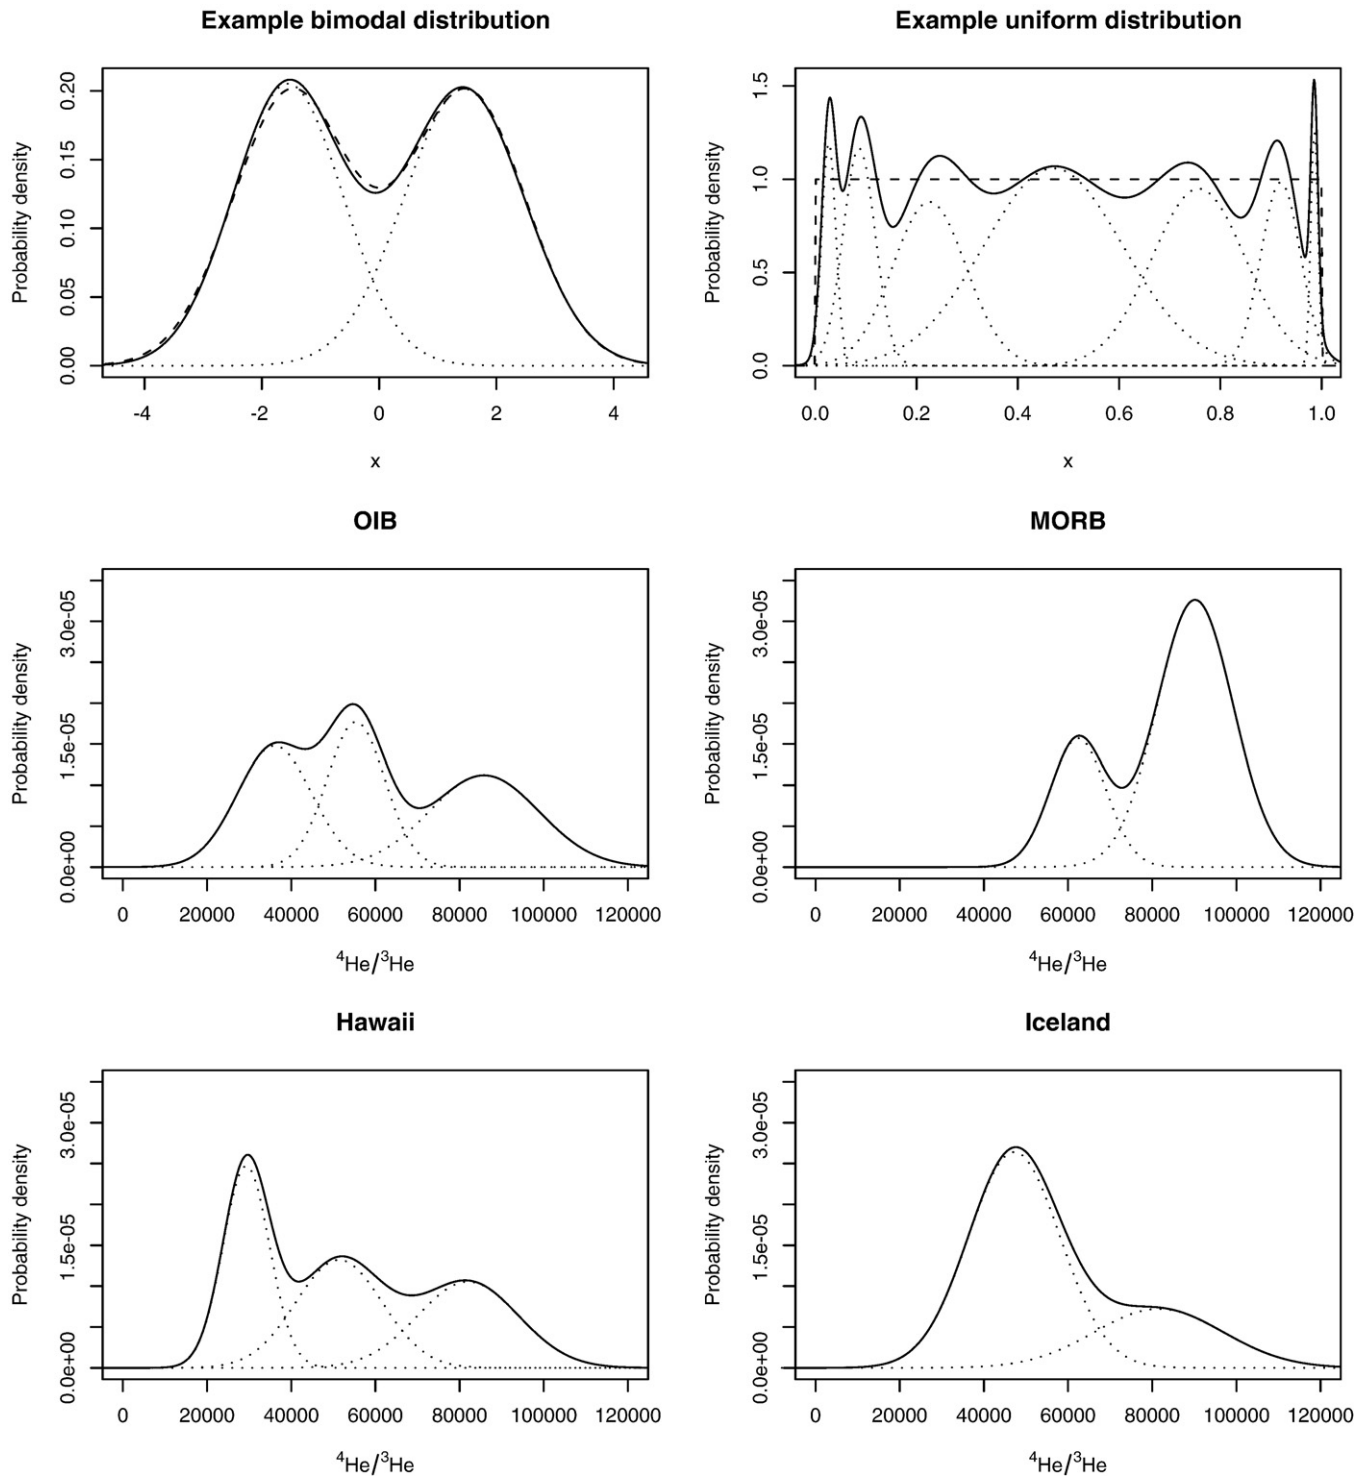 Example bimodal distribution
Probability density
0.00 0.05 0.10 0.15 0.20
-4 -2 0 2 4
x
Example uniform distribution
Probability density
0.0 0.5 1.0 1.5
0.0 0.2 0.4 0.6 0.8 1.0
x
OIB
Probability density
0.0e+00 1.5e-05 3.0e-05
0 20000 40000 60000 80000 100000 120000
⁴He/³He
MORB
Probability density
0.0e+00 1.5e-05 3.0e-05
0 20000 40000 60000 80000 100000 120000
⁴He/³He
Hawaii
Probability density
0.0e+00 1.5e-05 3.0e-05
0 20000 40000 60000 80000 100000 120000
⁴He/³He
Iceland
Probability density
0.0e+00 1.5e-05 3.0e-05
0 20000 40000 60000 80000 100000 120000
⁴He/³He